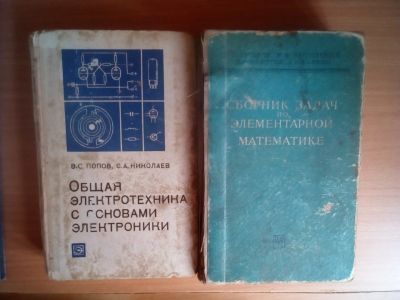 В.С. ПОПОВ, С.А. НИКОЛАЕВ
ОБЩАЯ
ЭЛЕКТРОТЕХНИКА
С ОСНОВАМИ
ЭЛЕКТРОНИКИ
СБОРНИК ЗАДАЧ
ПО
ЭЛЕМЕНТАРНОЙ
МАТЕМАТИКЕ